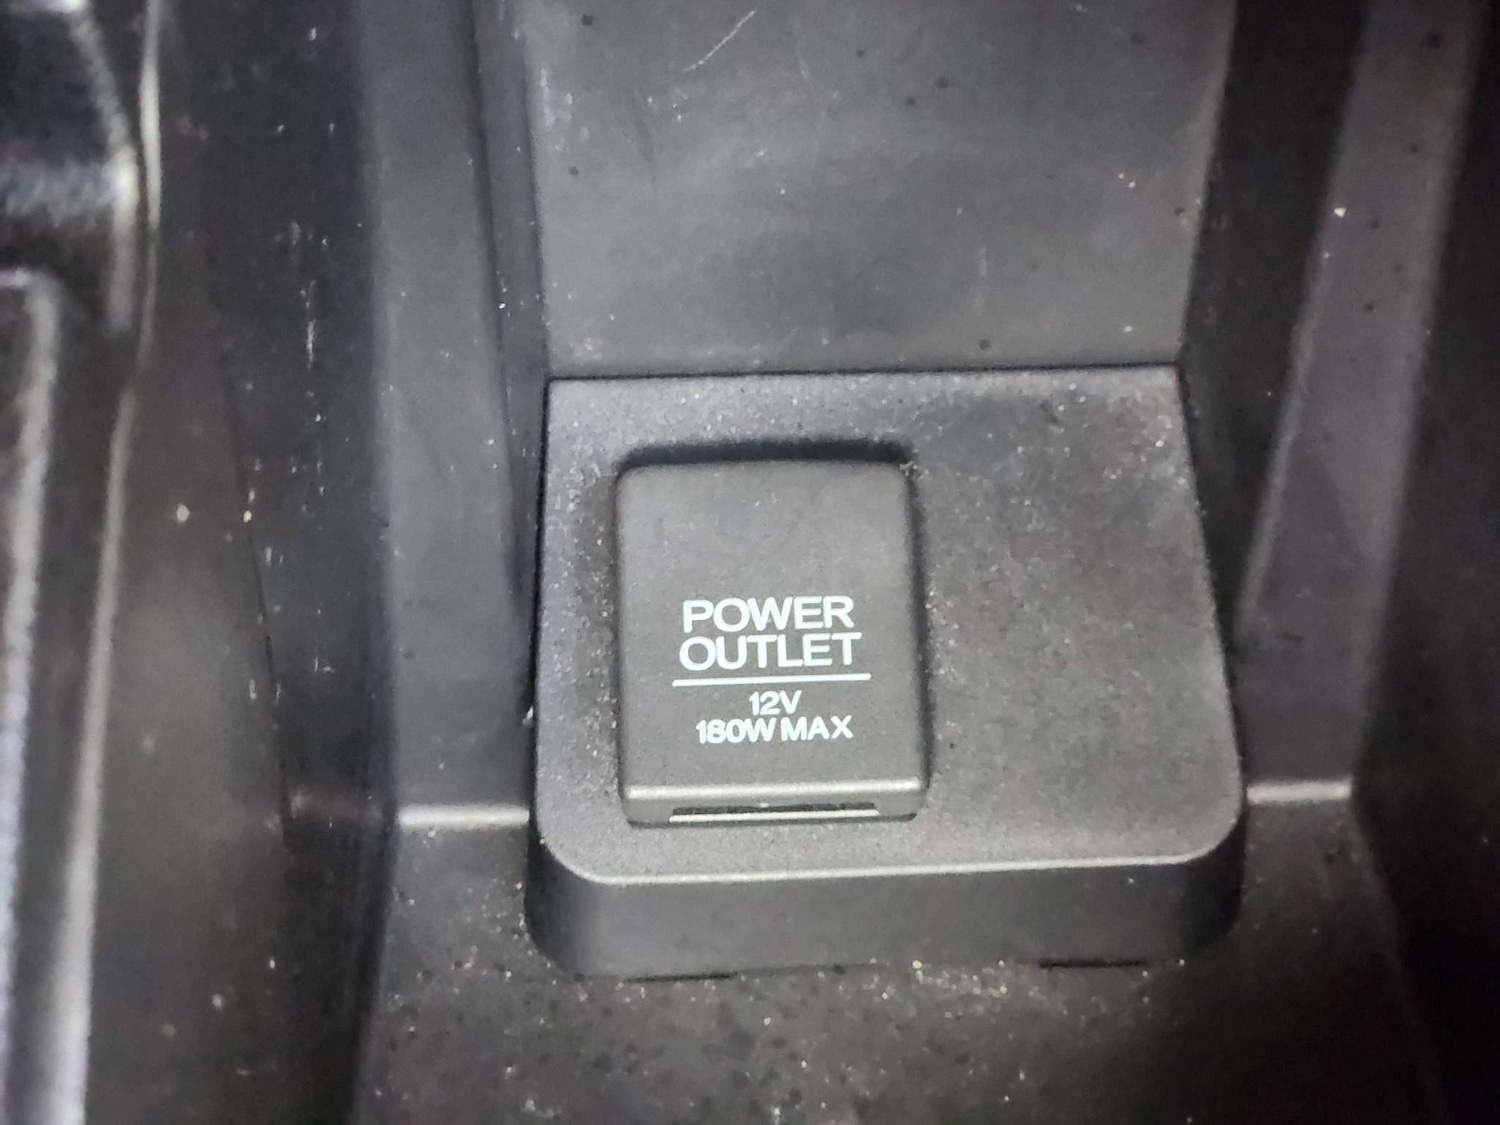 POWER
OUTLET
12V
180W MAX